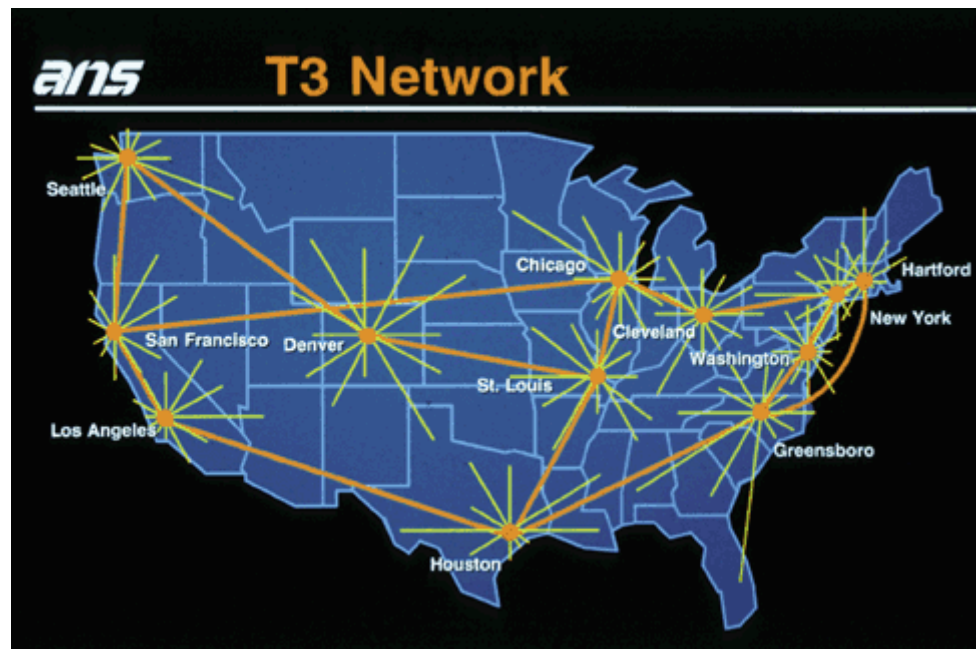 ans
T3 Network
Seattle
Chicago
Hartford
New York
San Francisco
Denver
Cleveland
Washington
St. Louis
Los Angeles
Greensboro
Houston